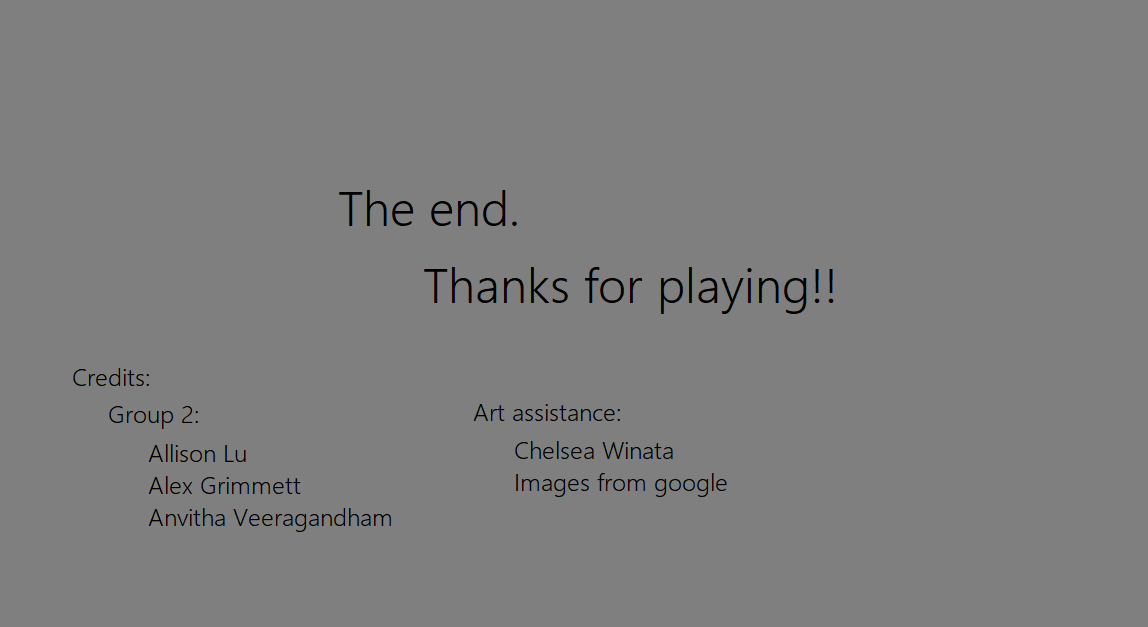 The end.
Thanks for playing!!
Credits:
Group 2:
Allison Lu
Alex Grimmett
Anvitha Veeragandham
Art assistance:
Chelsea Winata
Images from google